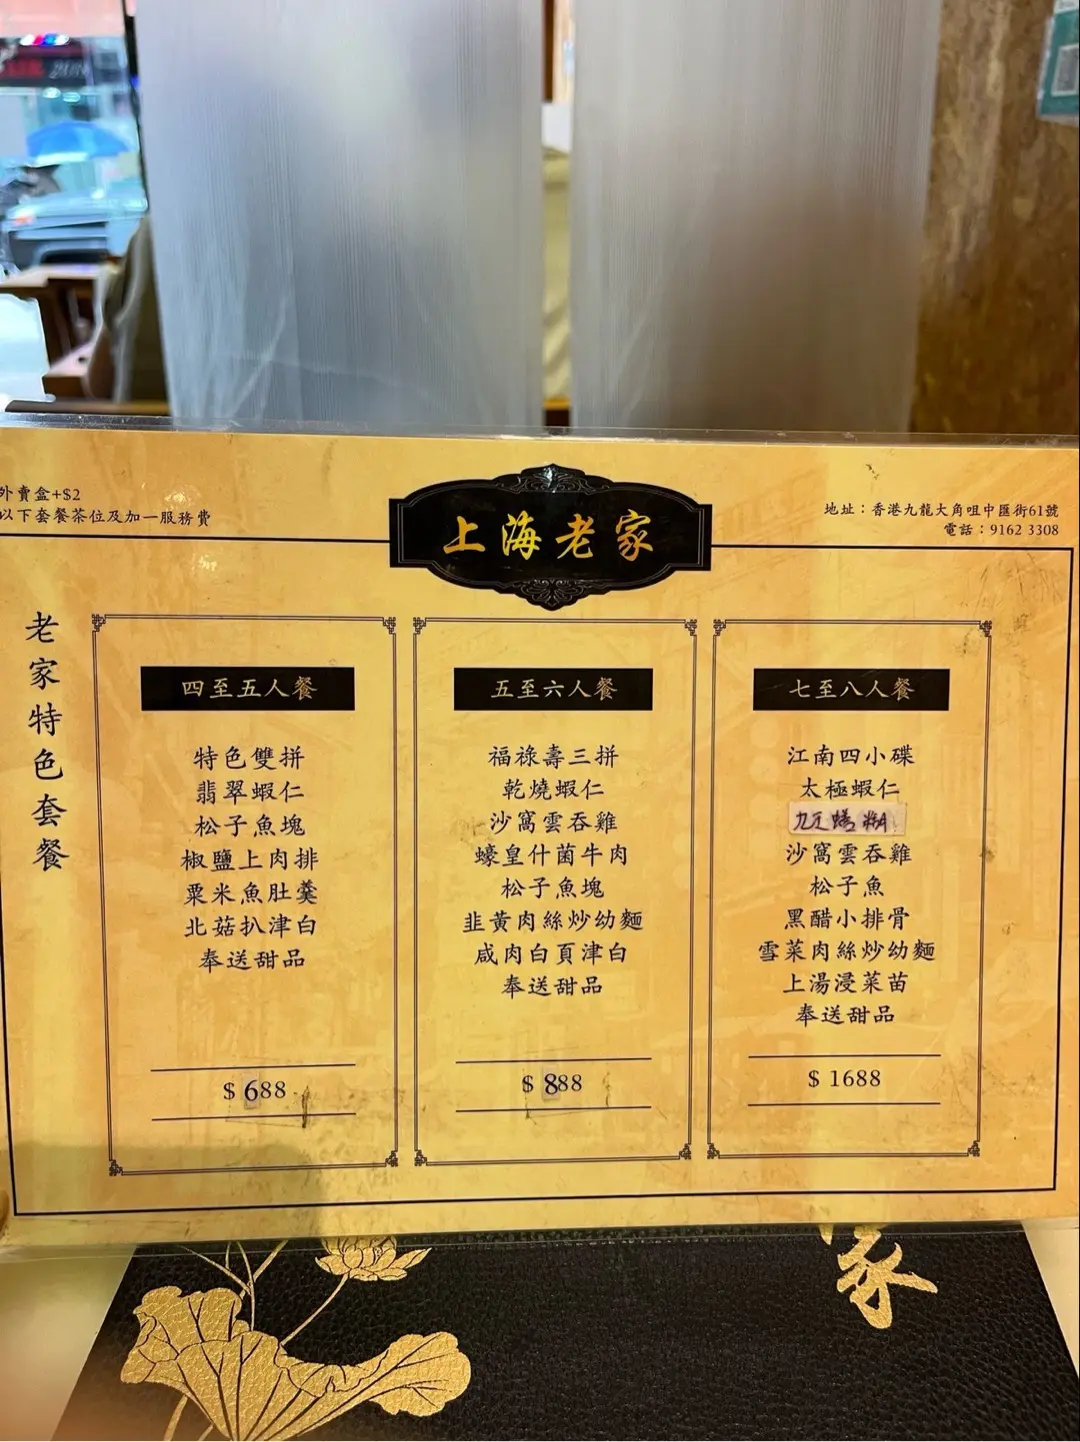 外賣盒+$2
以下套餐茶位及加一服務費
上海老家
地址：香港九龍大角咀中匯街61號
電話：9162 3308
老家特色套餐
四至五人餐
特色雙拼
翡翠蝦仁
松子魚塊
椒鹽上肉排
粟米魚肚羹
北菇扒津白
奉送甜品
$ 688
五至六人餐
福祿壽三拼
乾燒蝦仁
沙窩雲吞雞
蠔皇什菌牛肉
松子魚塊
韭黃肉絲炒幼麵
咸肉白頁津白
奉送甜品
$ 888
七至八人餐
江南四小碟
太極蝦仁
沙窩雲吞雞
松子魚
黑醋小排骨
雪菜肉絲炒幼麵
上湯浸菜苗
奉送甜品
$ 1688
家